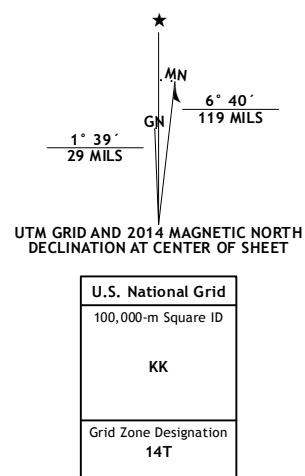 ★
MN
GN
6° 40´
119 MILS
1° 39´
29 MILS
UTM GRID AND 2014 MAGNETIC NORTH
DECLINATION AT CENTER OF SHEET
U.S. National Grid
100,000-m Square ID
KK
Grid Zone Designation
14T